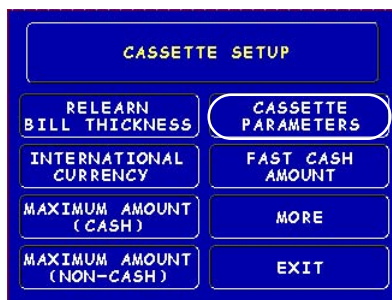 CASSETTE SETUP
RELEARN
BILL THICKNESS
CASSETTE
PARAMETERS
INTERNATIONAL
CURRENCY
FAST CASH
AMOUNT
MAXIMUM AMOUNT
(CASH)
MORE
MAXIMUM AMOUNT
(NON-CASH)
EXIT